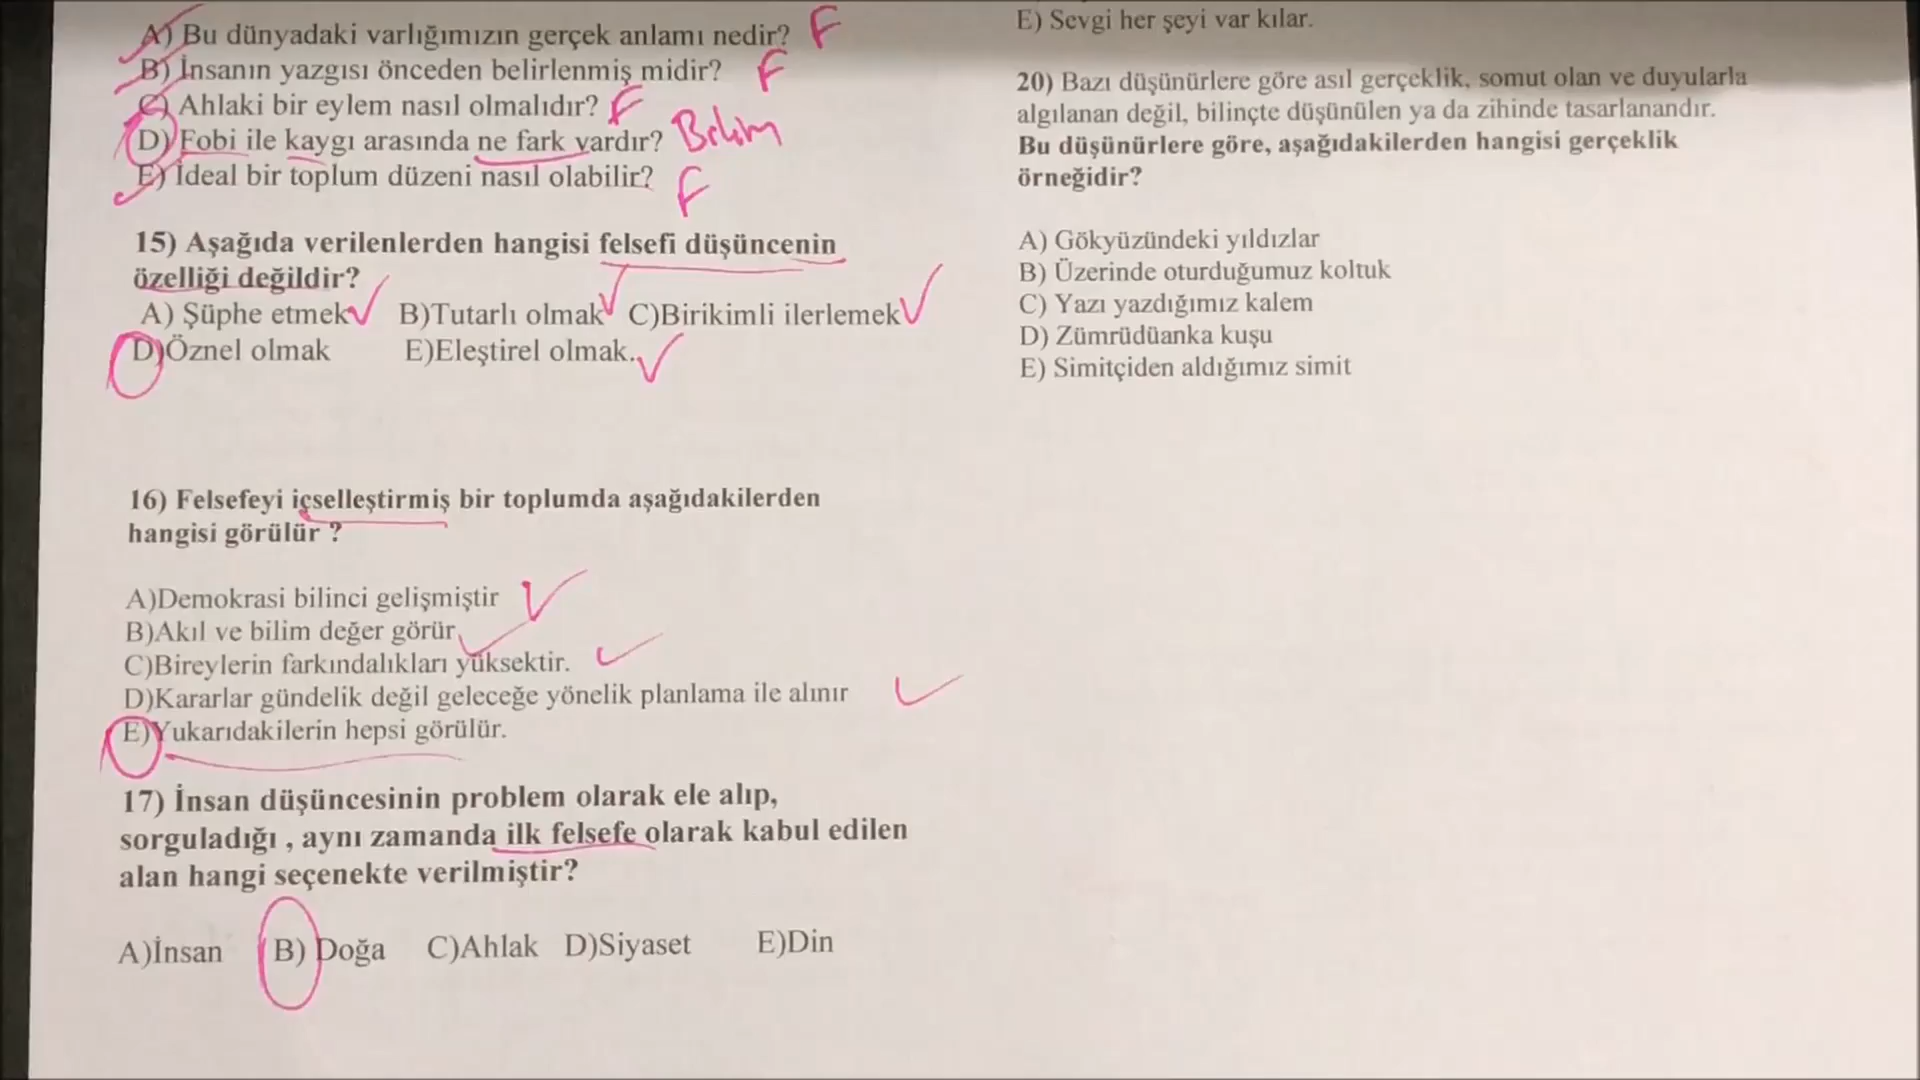 A) Bu dünyadaki varlığımızın gerçek anlamı nedir? F
B) İnsanın yazgısı önceden belirlenmiş midir? F
C) Ahlaki bir eylem nasıl olmalıdır? F
D) Fobi ile kaygı arasında ne fark vardır? Bilim
E) İdeal bir toplum düzeni nasıl olabilir? F
15) Aşağıda verilenlerden hangisi felsefi düşüncenin
özelliği değildir?
A) Şüphe etmek B)Tutarlı olmak C)Birikimli ilerlemek
D)Öznel olmak E)Eleştirel olmak.
16) Felsefeyi içselleştirmiş bir toplumda aşağıdakilerden
hangisi görülür ?
A)Demokrasi bilinci gelişmiştir
B)Akıl ve bilim değer görür
C)Bireylerin farkındalıkları yüksektir.
D)Kararlar gündelik değil geleceğe yönelik planlama ile alınır
E)Yukarıdakilerin hepsi görülür.
17) İnsan düşüncesinin problem olarak ele alıp,
sorguladığı , aynı zamanda ilk felsefe olarak kabul edilen
alan hangi seçenekte verilmiştir?
A)İnsan B) Doğa C)Ahlak D)Siyaset E)Din
E) Sevgi her şeyi var kılar.
20) Bazı düşünürlere göre asıl gerçeklik, somut olan ve duyularla
algılanan değil, bilinçte düşünülen ya da zihinde tasarlanandır.
Bu düşünürlere göre, aşağıdakilerden hangisi gerçeklik
örneğidir?
A) Gökyüzündeki yıldızlar
B) Üzerinde oturduğumuz koltuk
C) Yazı yazdığımız kalem
D) Zümrüdüanka kuşu
E) Simitçiden aldığımız simit